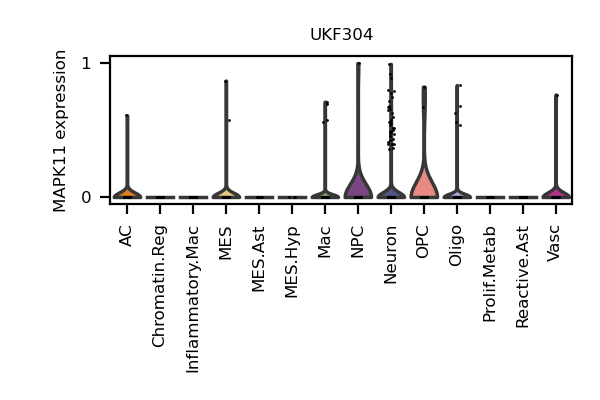 UKF304
MAPK11 expression
1
0
AC
Chromatin.Reg
Inflammatory.Mac
MES
MES.Ast
MES.Hyp
Mac
NPC
Neuron
OPC
Oligo
Prolif.Metab
Reactive.Ast
Vasc